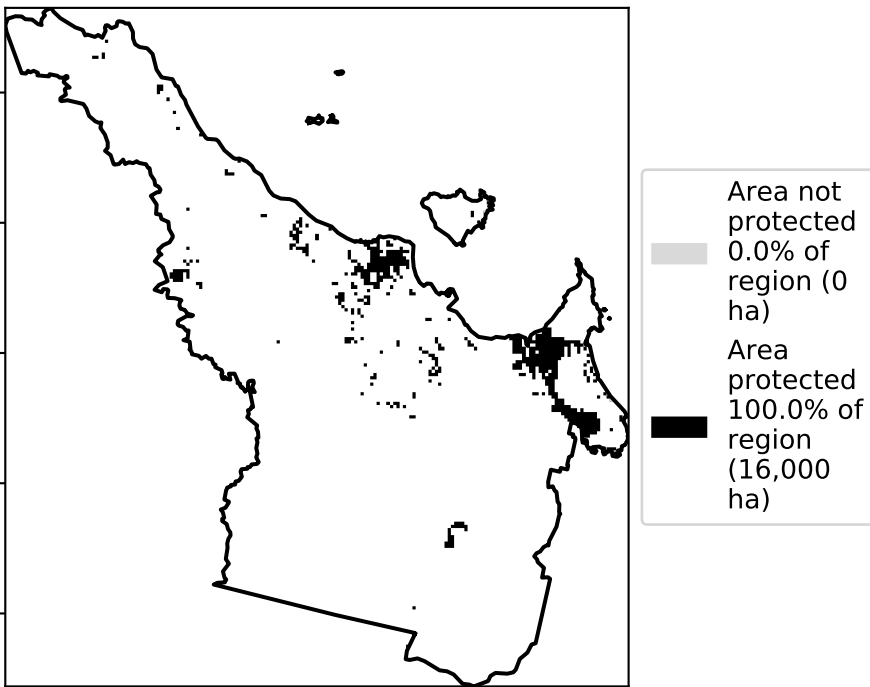 Area not
protected
0.0% of
region (0
ha)
Area
protected
100.0% of
region
(16,000
ha)